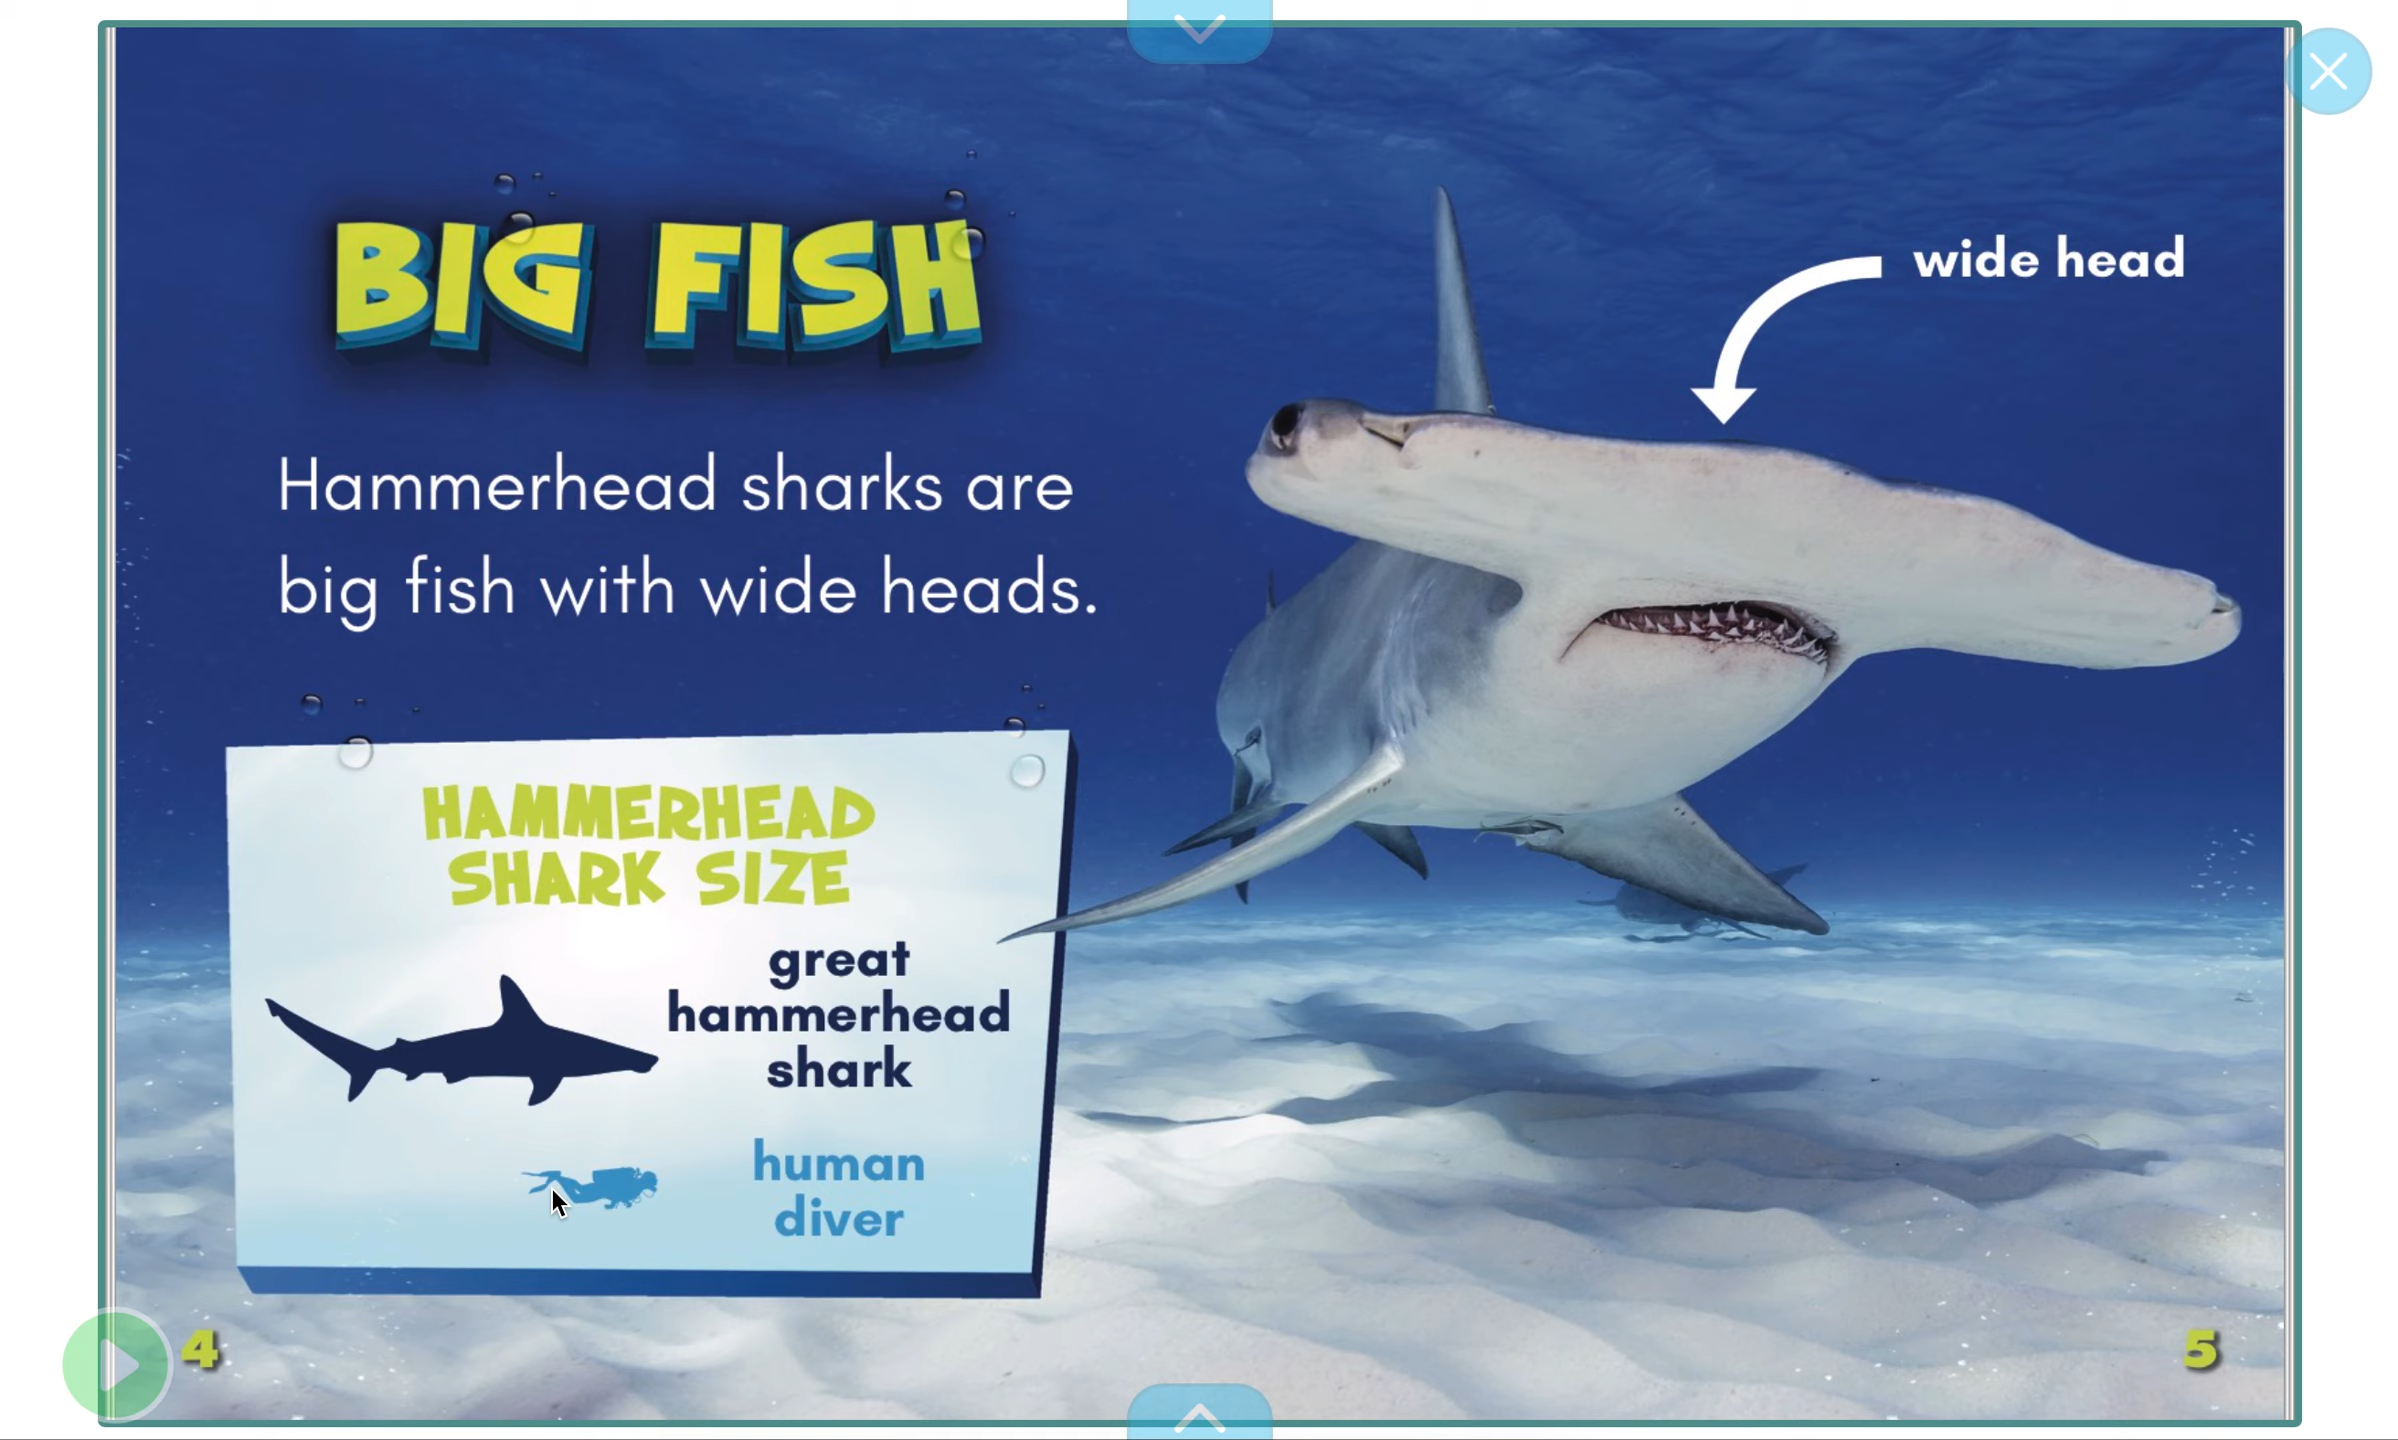 BIG FISH
Hammerhead sharks are
big fish with wide heads.
wide head
HAMMERHEAD
SHARK SIZE
great
hammerhead
shark
human
diver
4
5